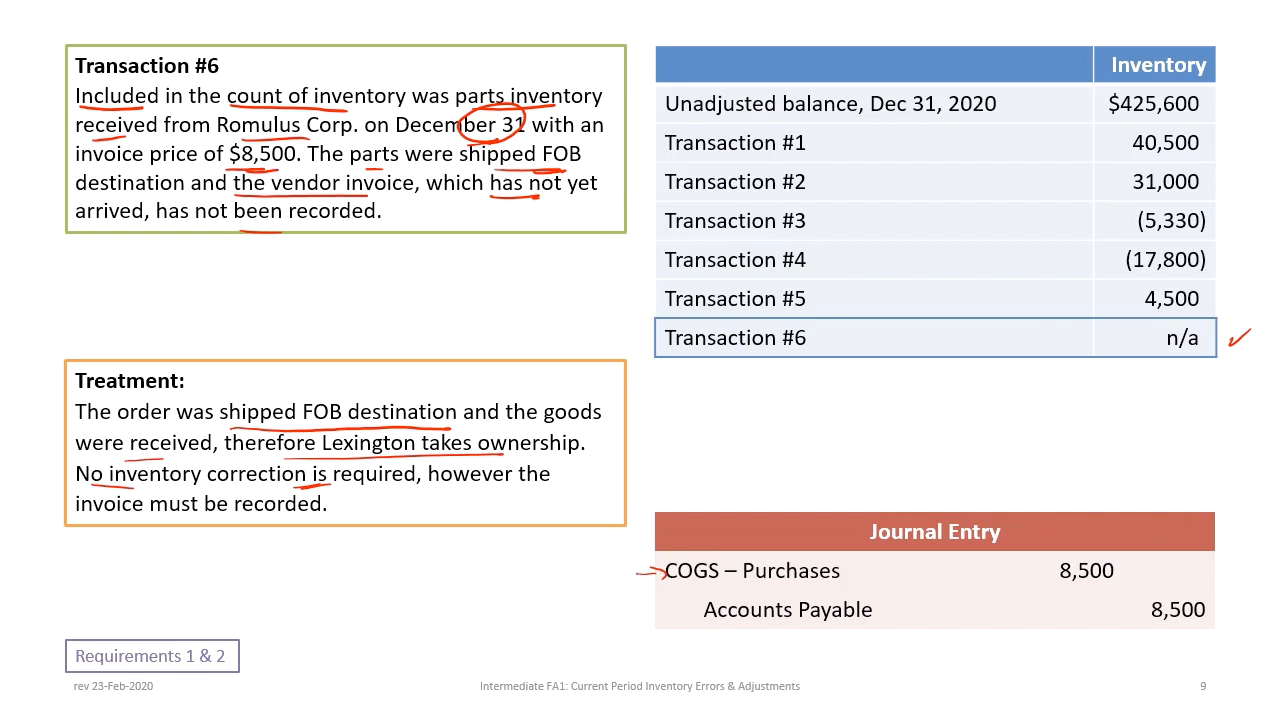 Transaction #6
Included in the count of inventory was parts inventory
received from Romulus Corp. on December 31 with an
invoice price of $8,500. The parts were shipped FOB
destination and the vendor invoice, which has not yet
arrived, has not been recorded.
Treatment:
The order was shipped FOB destination and the goods
were received, therefore Lexington takes ownership.
No inventory correction is required, however the
invoice must be recorded.
Requirements 1 & 2
Inventory
Unadjusted balance, Dec 31, 2020 $425,600
Transaction #1 40,500
Transaction #2 31,000
Transaction #3 (5,330)
Transaction #4 (17,800)
Transaction #5 4,500
Transaction #6 n/a
Journal Entry
COGS – Purchases 8,500
Accounts Payable 8,500
rev 23-Feb-2020 Intermediate FA1: Current Period Inventory Errors & Adjustments 9